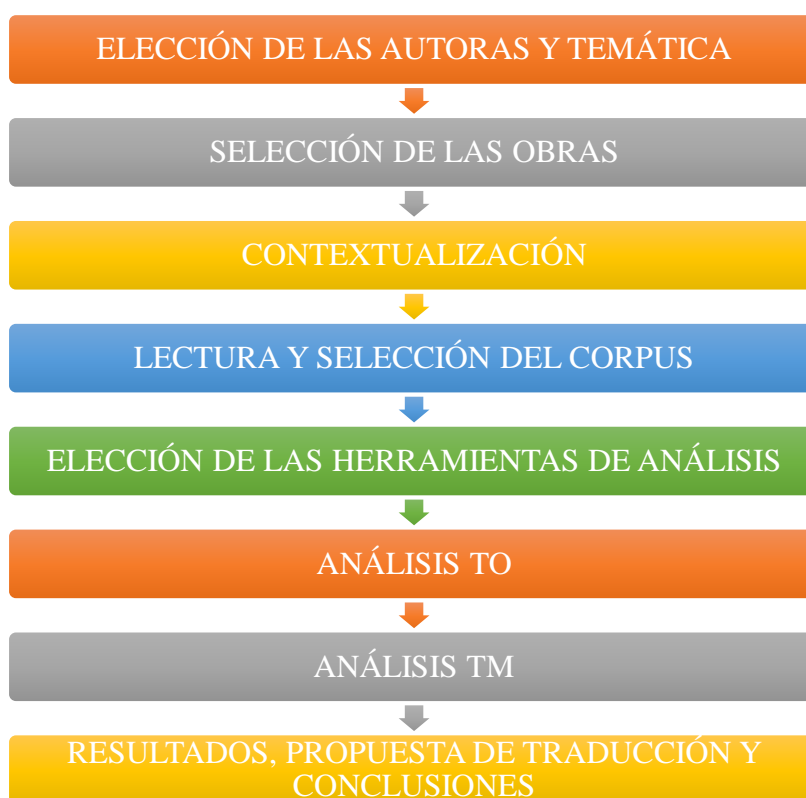 ELECCIÓN DE LAS AUTORAS Y TEMÁTICA
SELECCIÓN DE LAS OBRAS
CONTEXTUALIZACIÓN
LECTURA Y SELECCIÓN DEL CORPUS
ELECCIÓN DE LAS HERRAMIENTAS DE ANÁLISIS
ANÁLISIS TO
ANÁLISIS TM
RESULTADOS, PROPUESTA DE TRADUCCIÓN Y
CONCLUSIONES